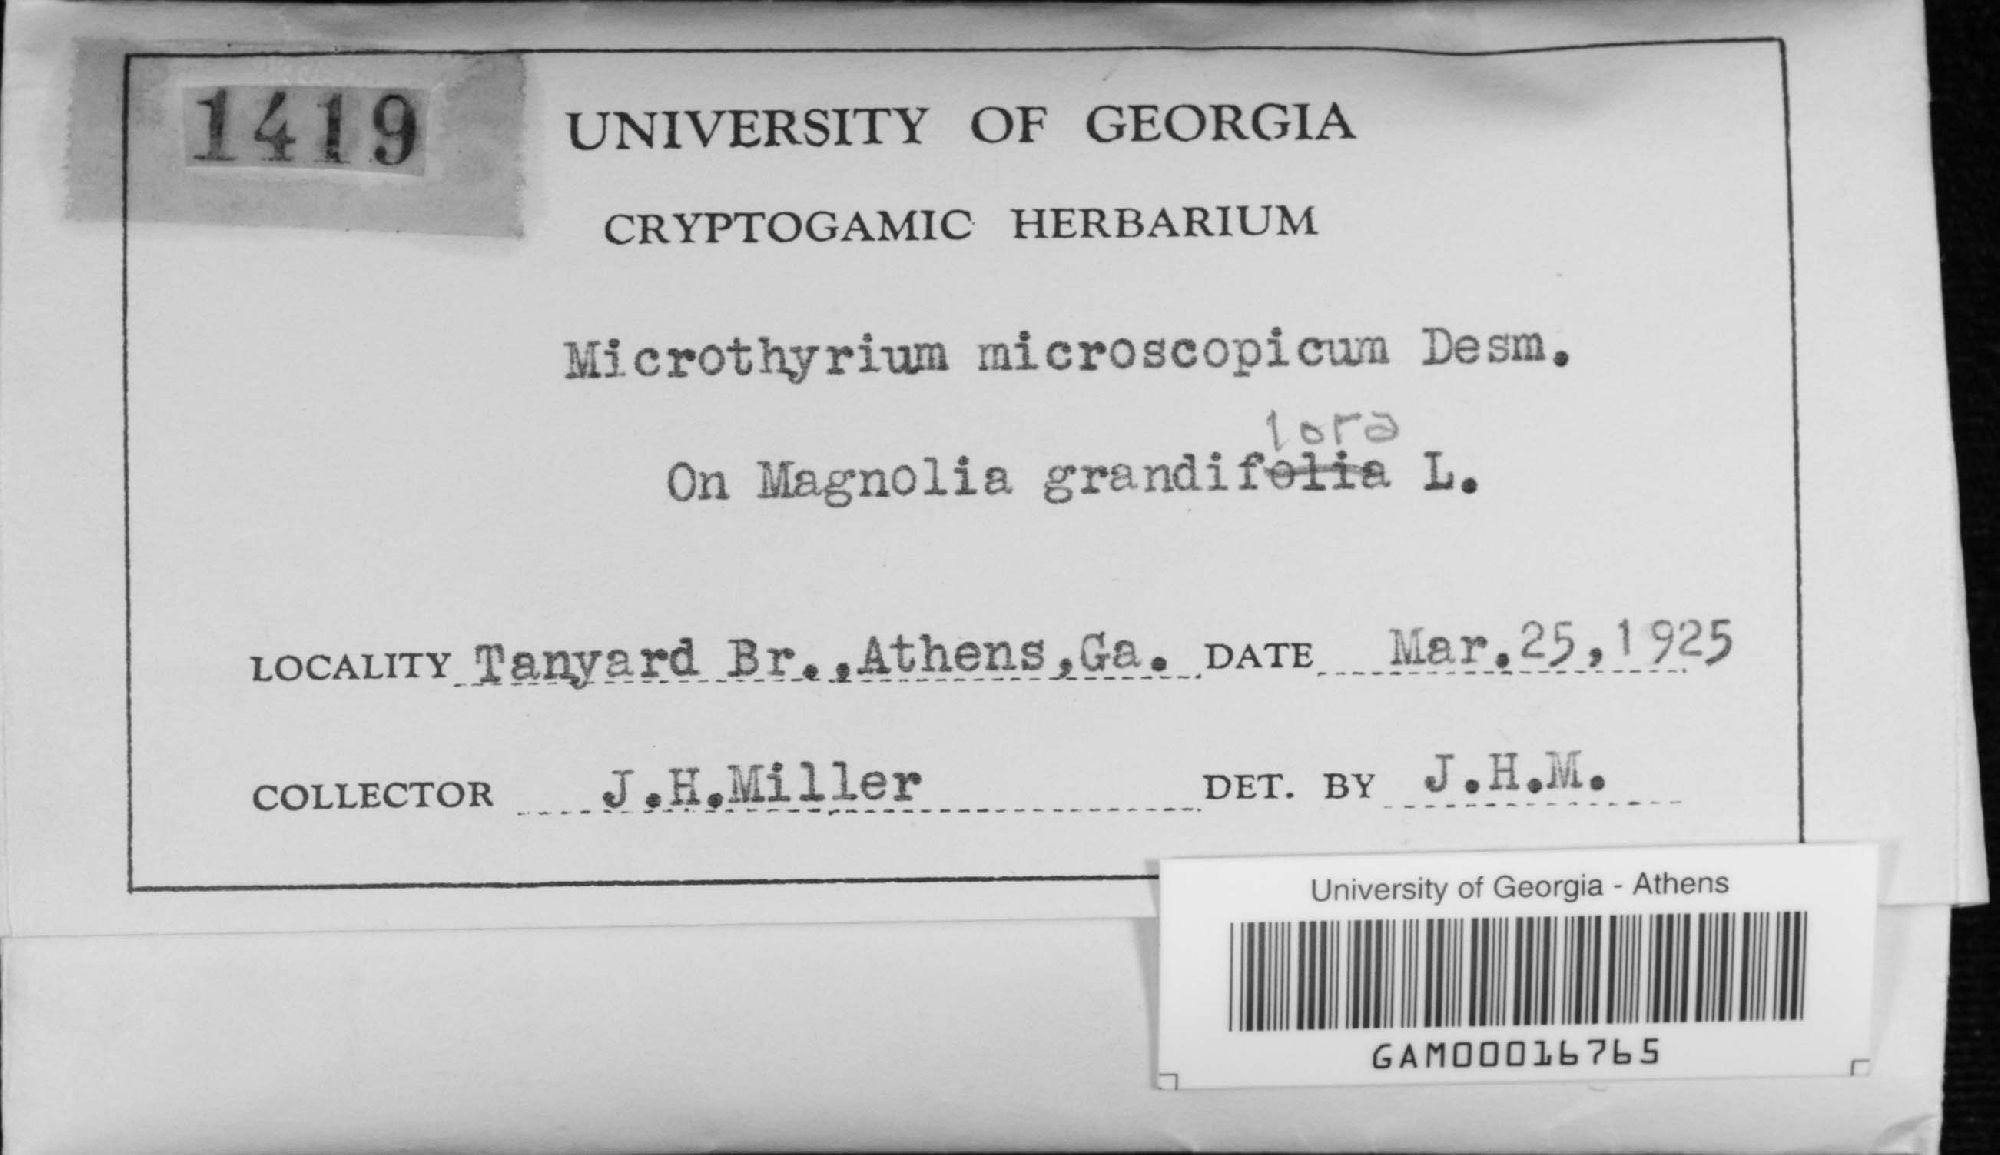 1419
UNIVERSITY OF GEORGIA
CRYPTOGAMIC HERBARIUM
Microthyrium microscopicum Desm.
lora
On Magnolia grandifolia L.
LOCALITY Tanyard Br.,Athens,Ga. DATE Mar.25,1925
COLLECTOR J.H.Miller DET. BY J.H.M.
University of Georgia - Athens
GAM00016765